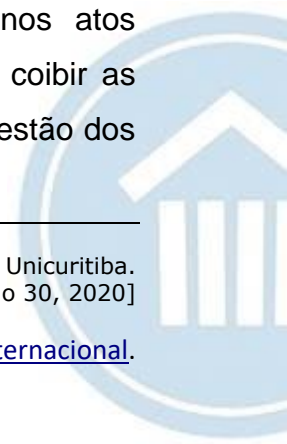 nos atos
coibir as
estão dos
Unicuritiba.
o 30, 2020]
ternacional.